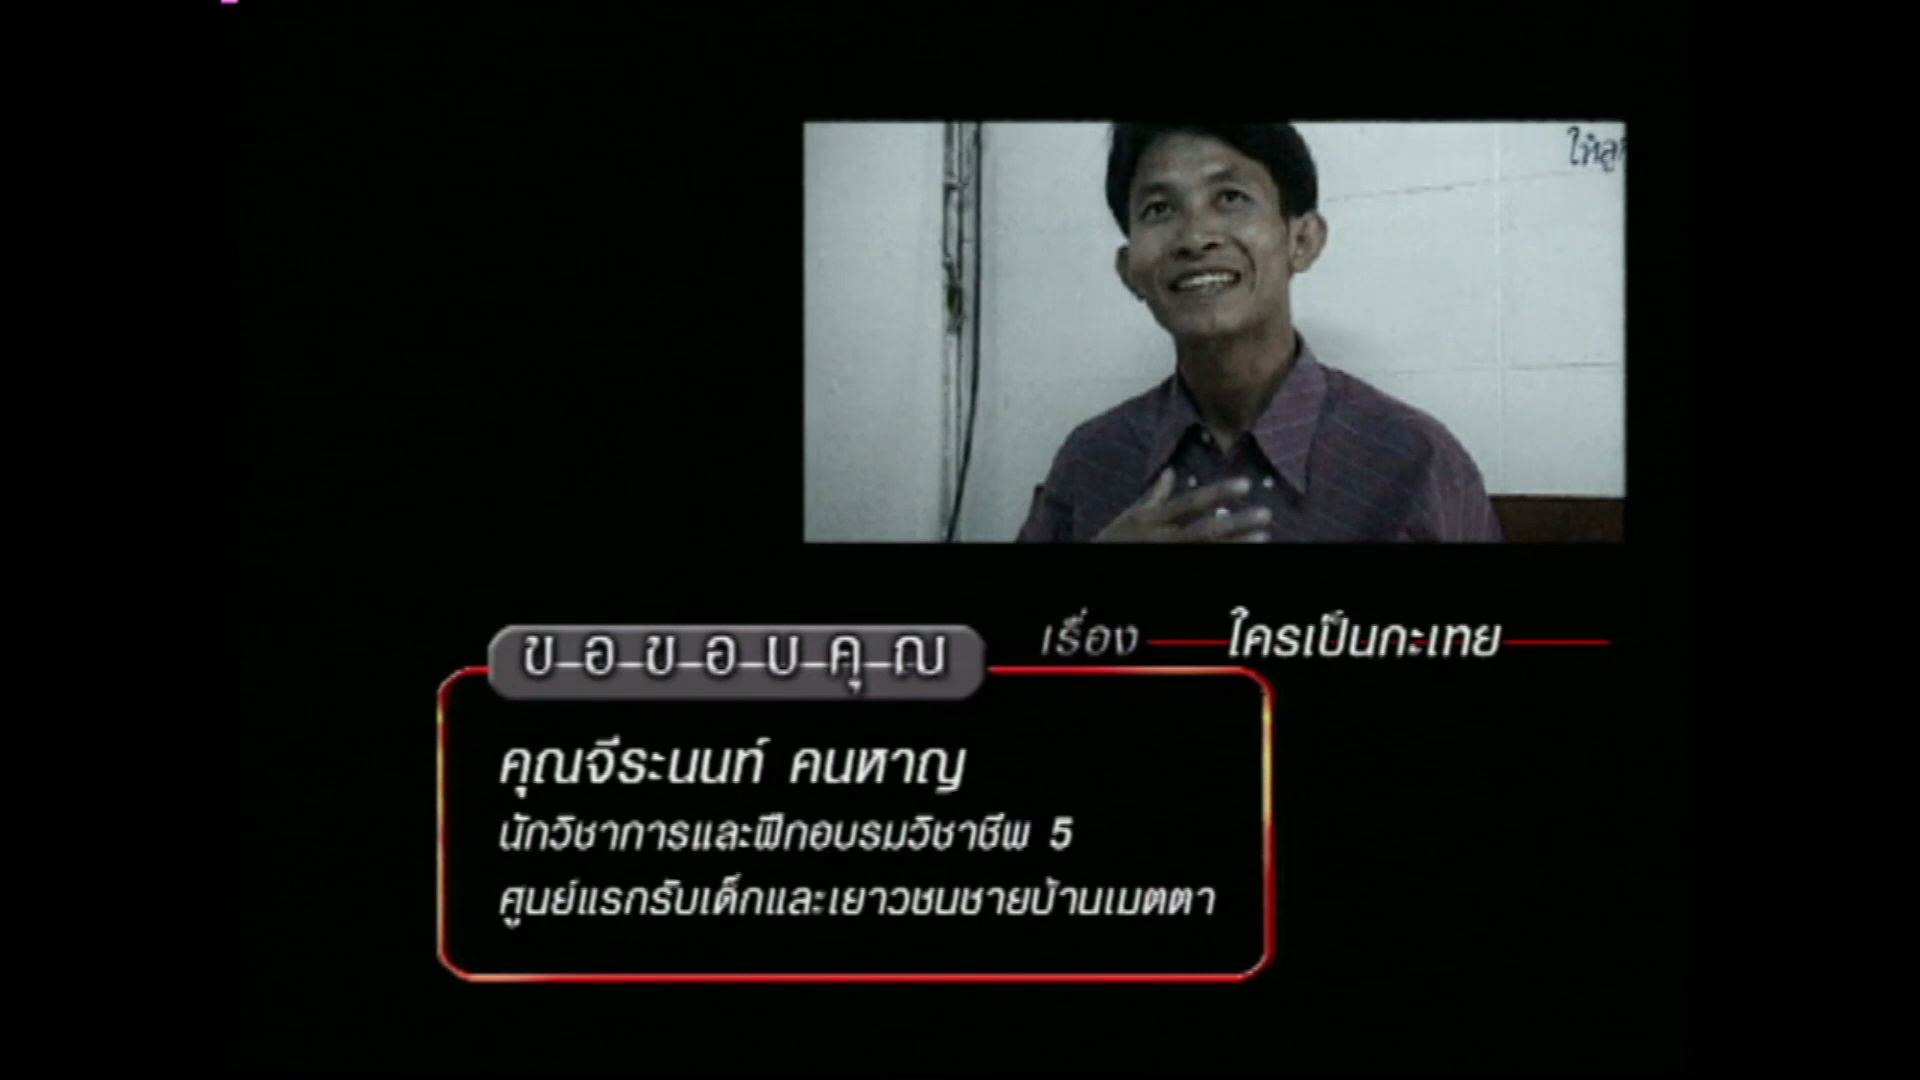 ให้ลูก
เรื่อง ใครเป็นกะเทย
ขอขอบคุณ
คุณจีระนนท์ คนหาญ
นักวิชาการและฝึกอบรมวิชาชีพ 5
ศูนย์แรกรับเด็กและเยาวชนชายบ้านเมตตา